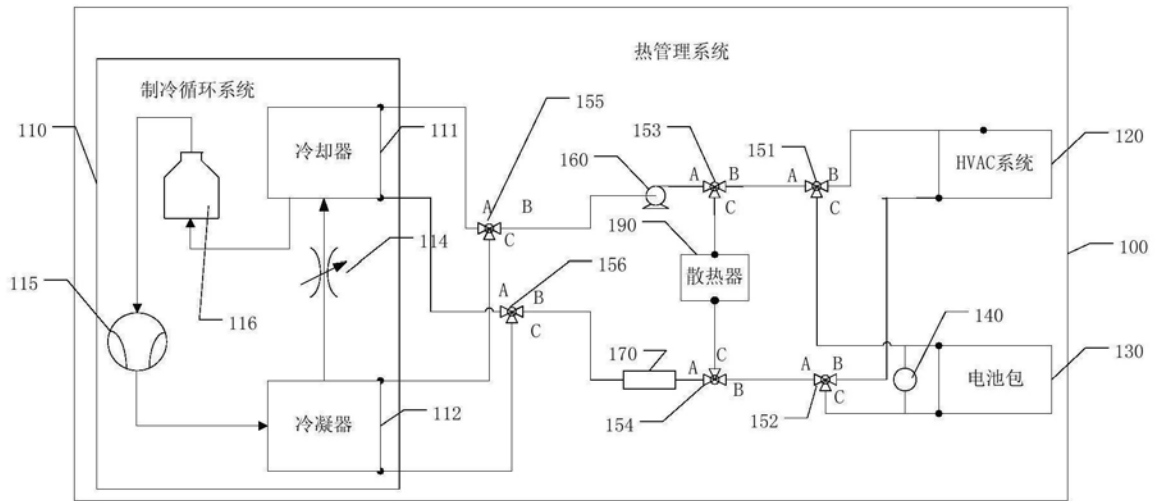 热管理系统
制冷循环系统
155
110
111
153
151
冷却器
160
120
A B
A B
HVAC系统
C
C
A B
190
C
114
156
散热器
100
115
A B
116
C
140
170
C
A
A B
130
B
C
电池包
冷凝器
112
154
152